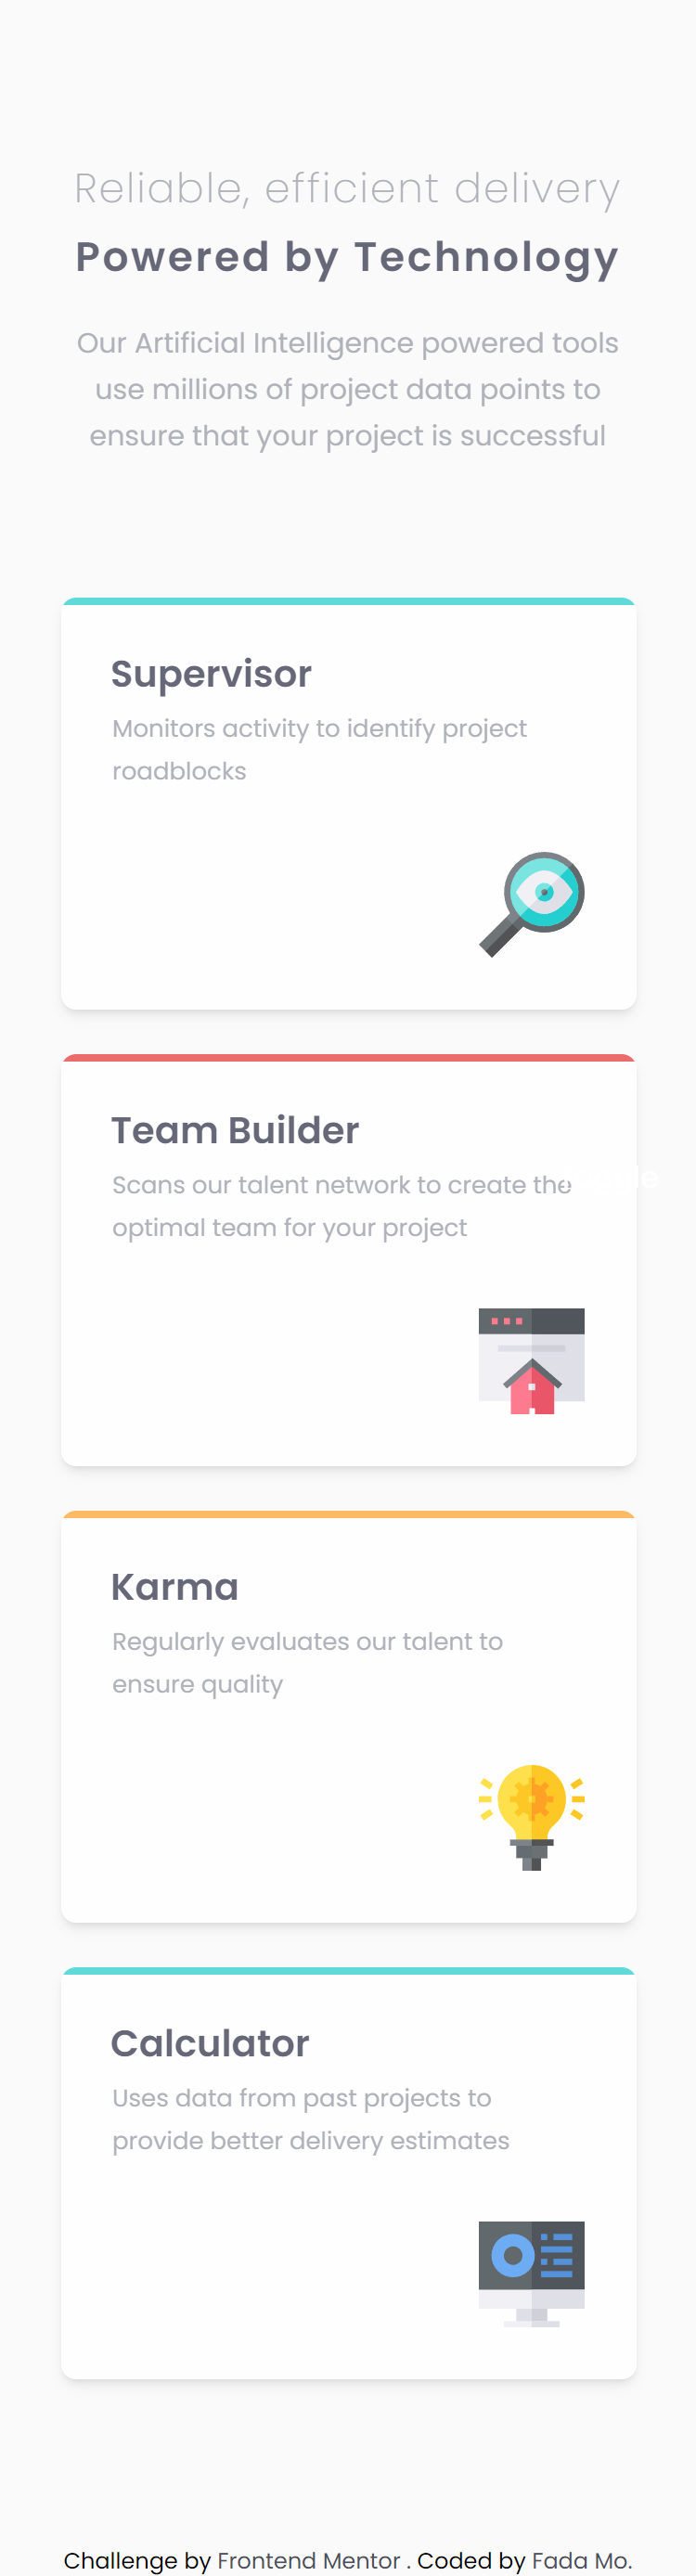 Reliable, efficient delivery
Powered by Technology
Our Artificial Intelligence powered tools
use millions of project data points to
ensure that your project is successful
Supervisor
Monitors activity to identify project
roadblocks
Team Builder
Scans our talent network to create the
optimal team for your project
Karma
Regularly evaluates our talent to
ensure quality
Calculator
Uses data from past projects to
provide better delivery estimates
Challenge by Frontend Mentor . Coded by Fada Mo.